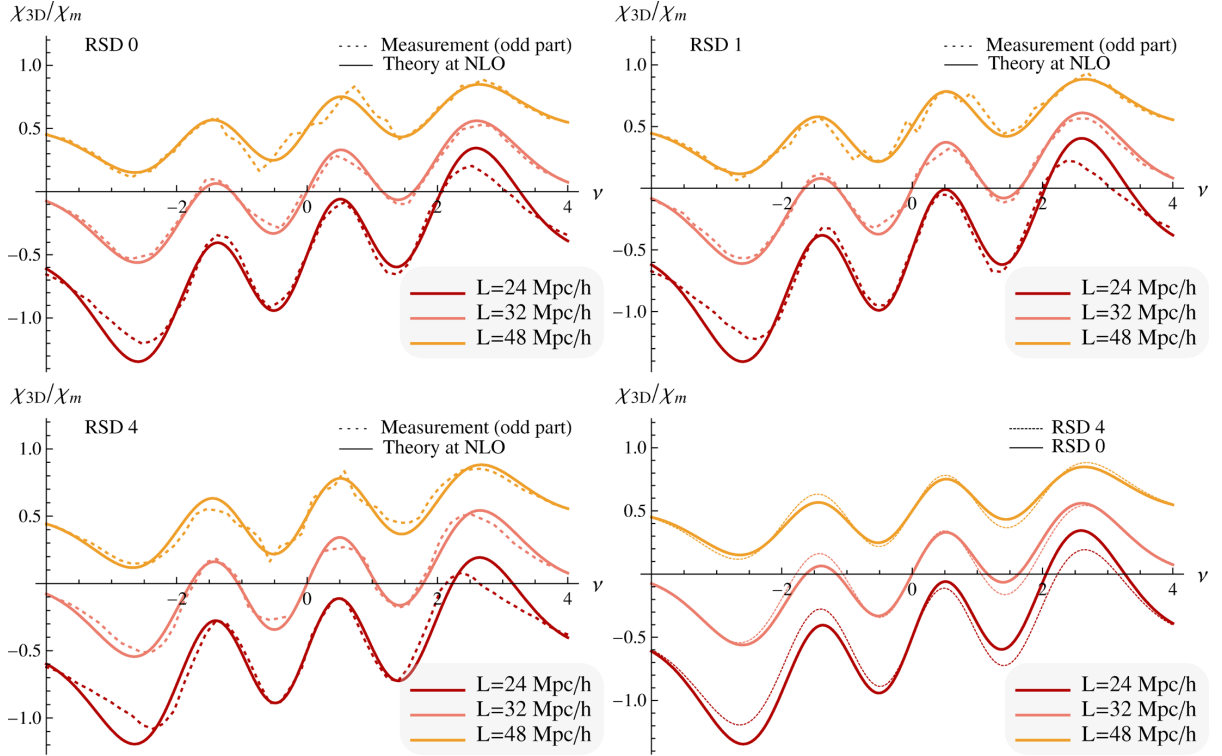 χ3D/χm
RSD 0
Measurement (odd part)
Theory at NLO
1.0
0.5
-0.5
-1.0
-2
0
2
4
ν
L=24 Mpc/h
L=32 Mpc/h
L=48 Mpc/h
χ3D/χm
RSD 1
Measurement (odd part)
Theory at NLO
1.0
0.5
-0.5
-1.0
-2
0
2
4
ν
L=24 Mpc/h
L=32 Mpc/h
L=48 Mpc/h
χ3D/χm
RSD 4
Measurement (odd part)
Theory at NLO
1.0
0.5
-0.5
-1.0
-2
0
2
4
ν
L=24 Mpc/h
L=32 Mpc/h
L=48 Mpc/h
χ3D/χm
RSD 4
RSD 0
1.0
0.5
-0.5
-1.0
-2
0
2
4
ν
L=24 Mpc/h
L=32 Mpc/h
L=48 Mpc/h